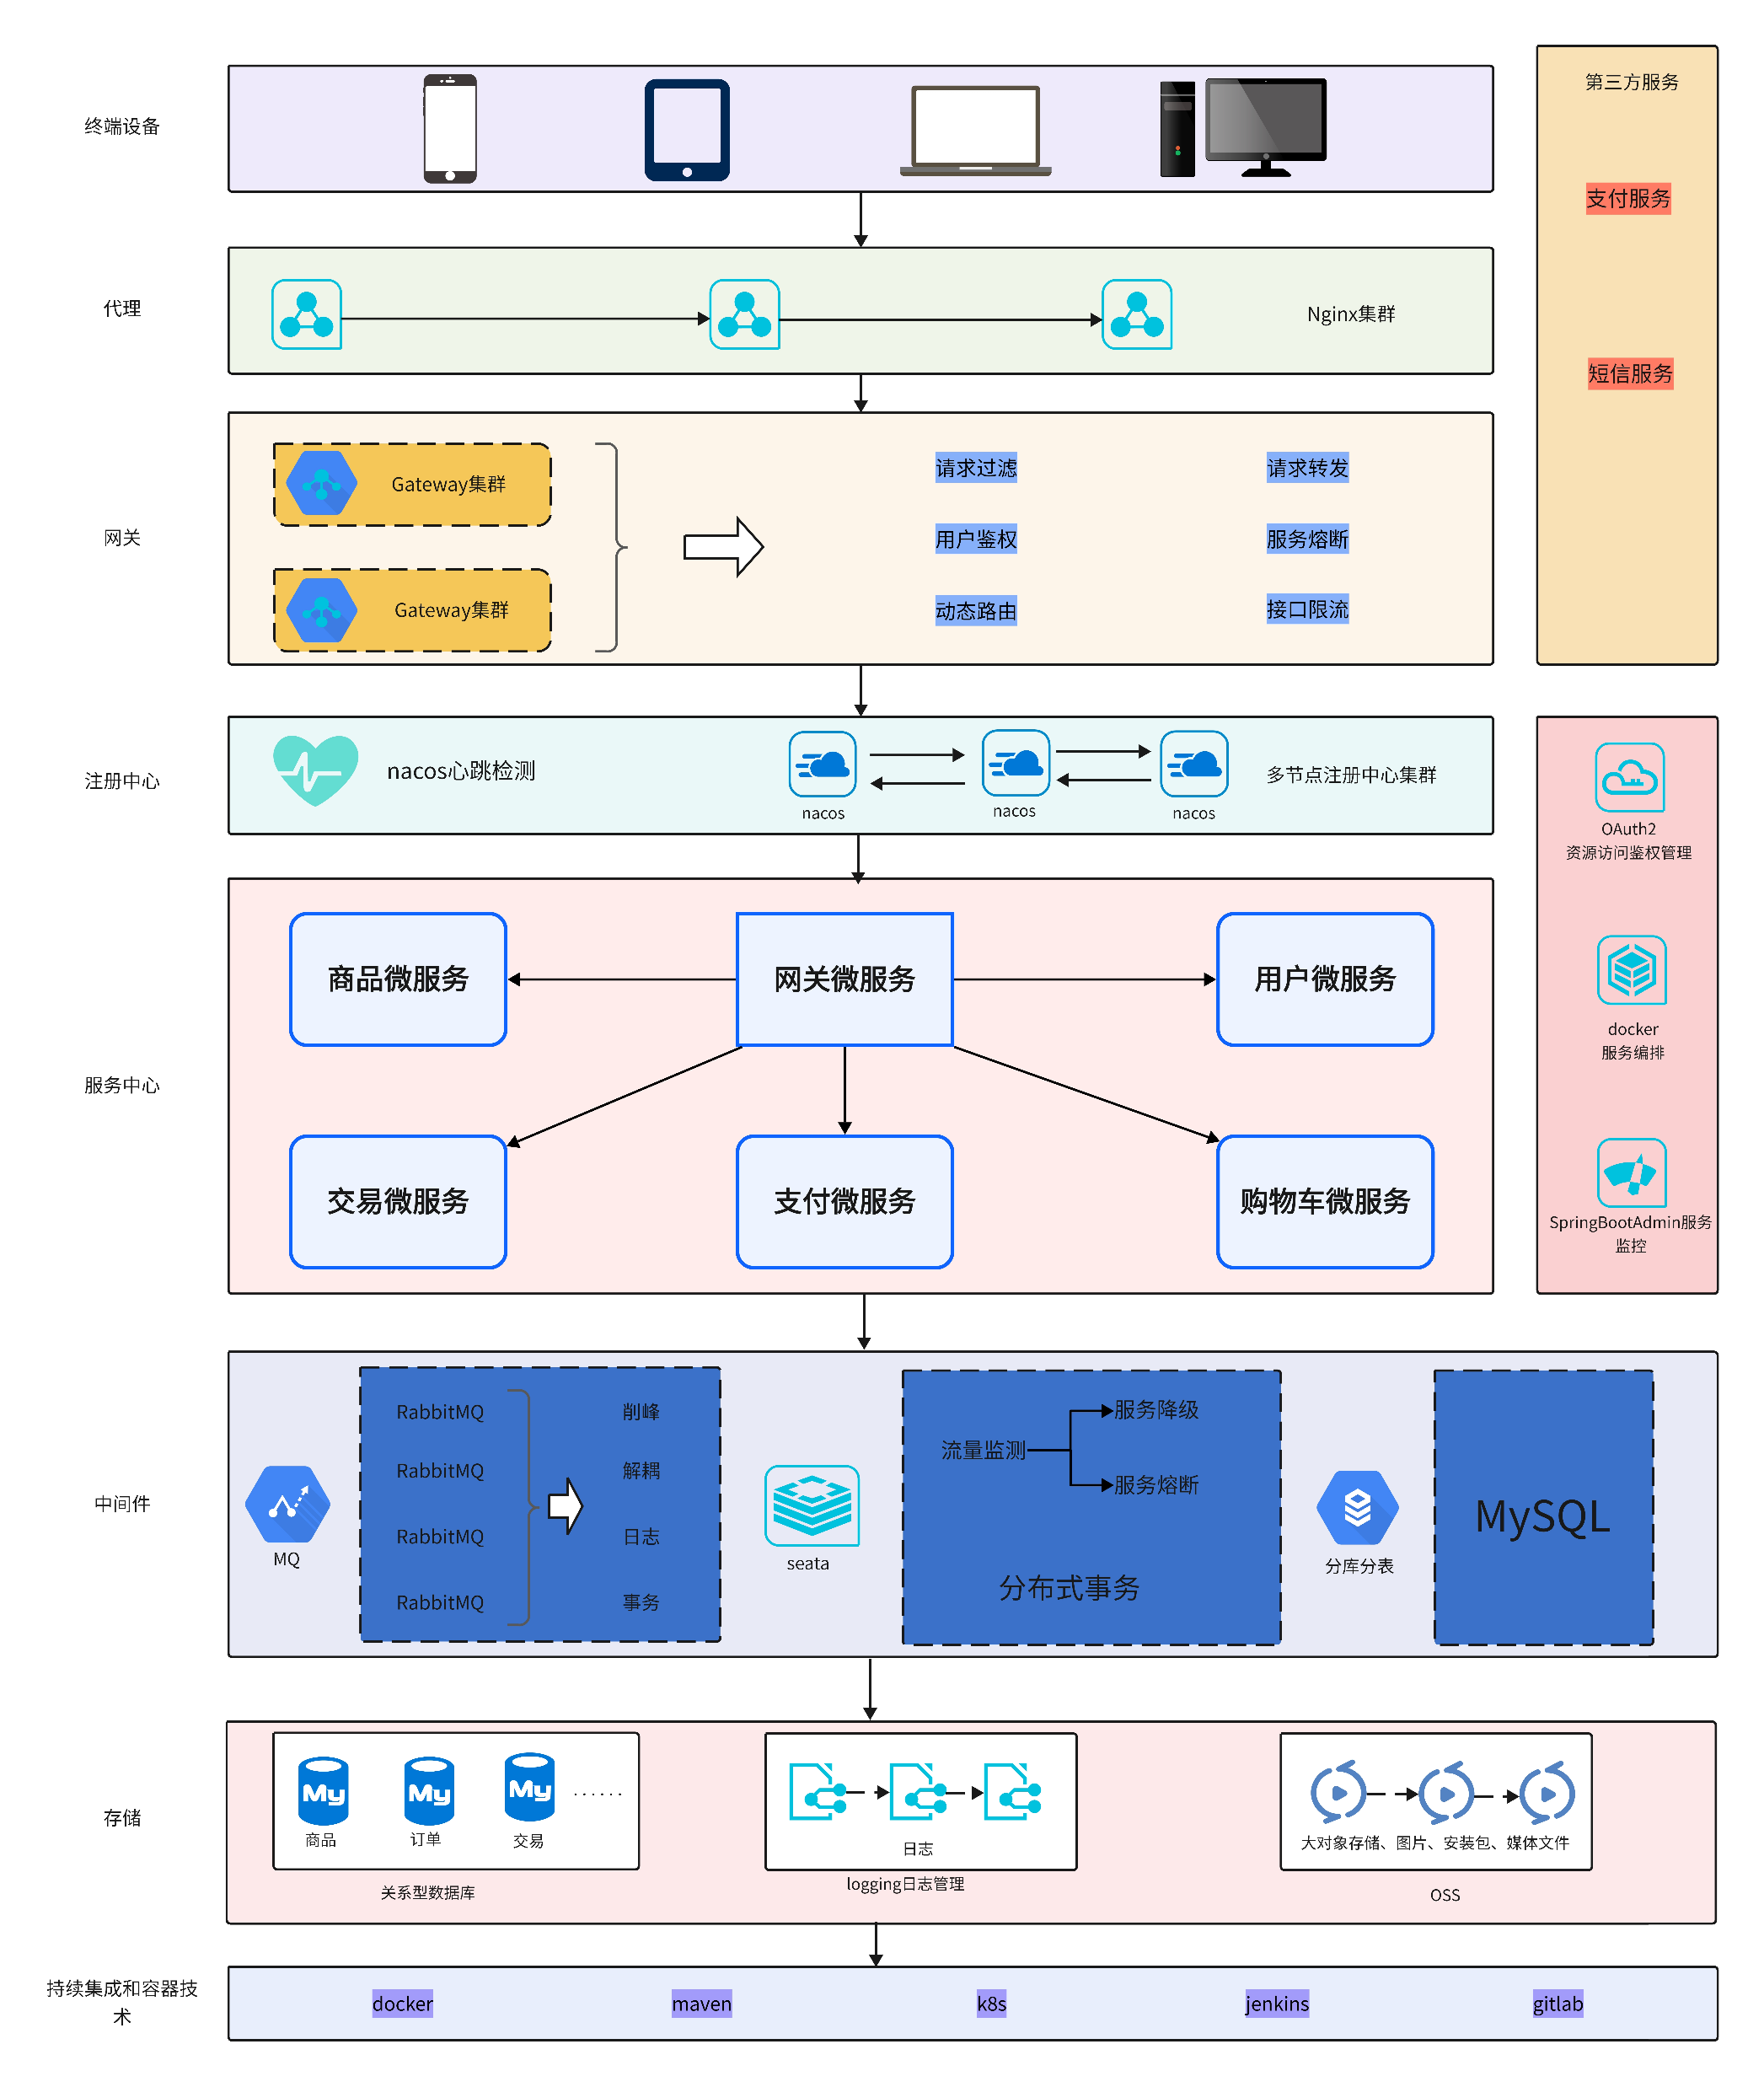 终端设备
第三方服务
支付服务
短信服务
代理
Nginx集群
网关
Gateway集群
Gateway集群
请求过滤
请求转发
用户鉴权
服务熔断
动态路由
接口限流
注册中心
nacos心跳检测
nacos
nacos
nacos
多节点注册中心集群
OAuth2
资源访问鉴权管理
docker
服务编排
SpringBootAdmin服务
监控
服务中心
商品微服务
网关微服务
用户微服务
交易微服务
支付微服务
购物车微服务
中间件
MQ
RabbitMQ
RabbitMQ
RabbitMQ
RabbitMQ
削峰
解耦
日志
事务
seata
流量监测
服务降级
服务熔断
分布式事务
分库分表
MySQL
存储
My
My
My
······
商品
订单
交易
关系型数据库
日志
logging日志管理
大对象存储、图片、安装包、媒体文件
OSS
持续集成和容器技
术
docker
maven
k8s
jenkins
gitlab